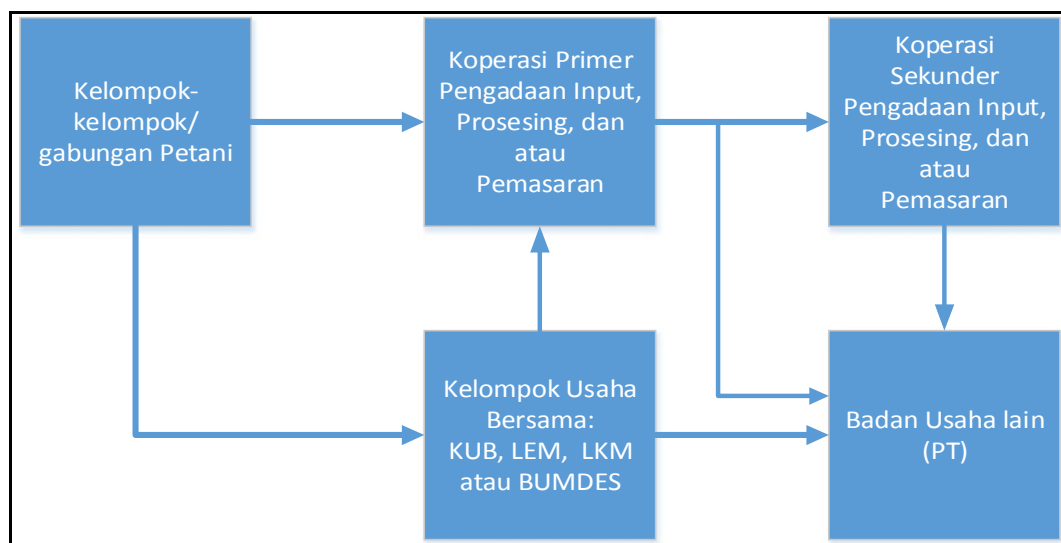 Kelompok-
kelompok/
gabungan Petani
Koperasi Primer
Pengadaan Input,
Prosesing, dan
atau
Pemasaran
Koperasi
Sekunder
Pengadaan Input,
Prosesing, dan
atau
Pemasaran
Kelompok Usaha
Bersama:
KUB, LEM, LKM
atau BUMDES
Badan Usaha lain
(PT)